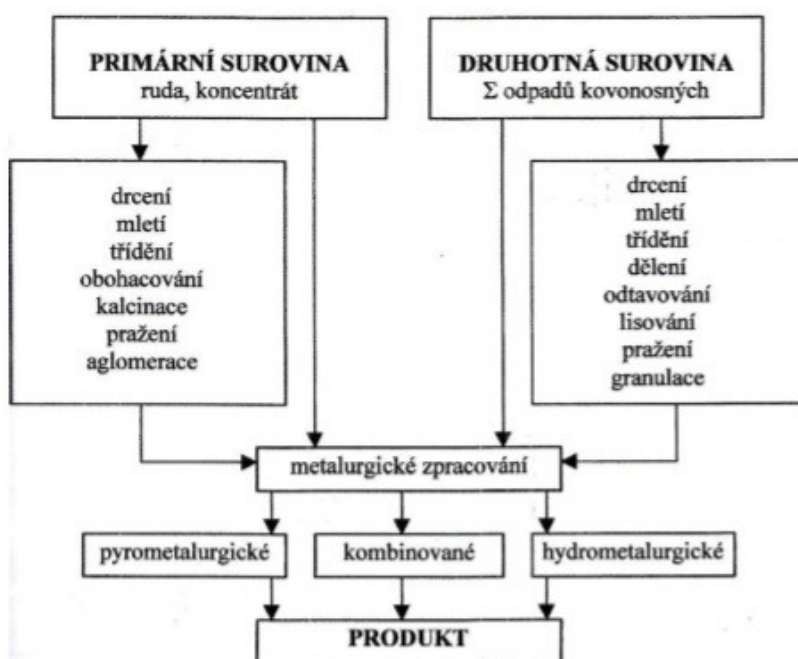 PRIMÁRNÍ SUROVINA
ruda, koncentrát
DRUHOTNÁ SUROVINA
Σ odpadů kovonosných
drcení
mletí
třídění
obohacování
kalcinace
pražení
aglomerace
drcení
mletí
třídění
dělení
odtavování
lisování
pražení
granulace
metalurgické zpracování
pyrometalurgické
kombinované
hydrometalurgické
PRODUKT